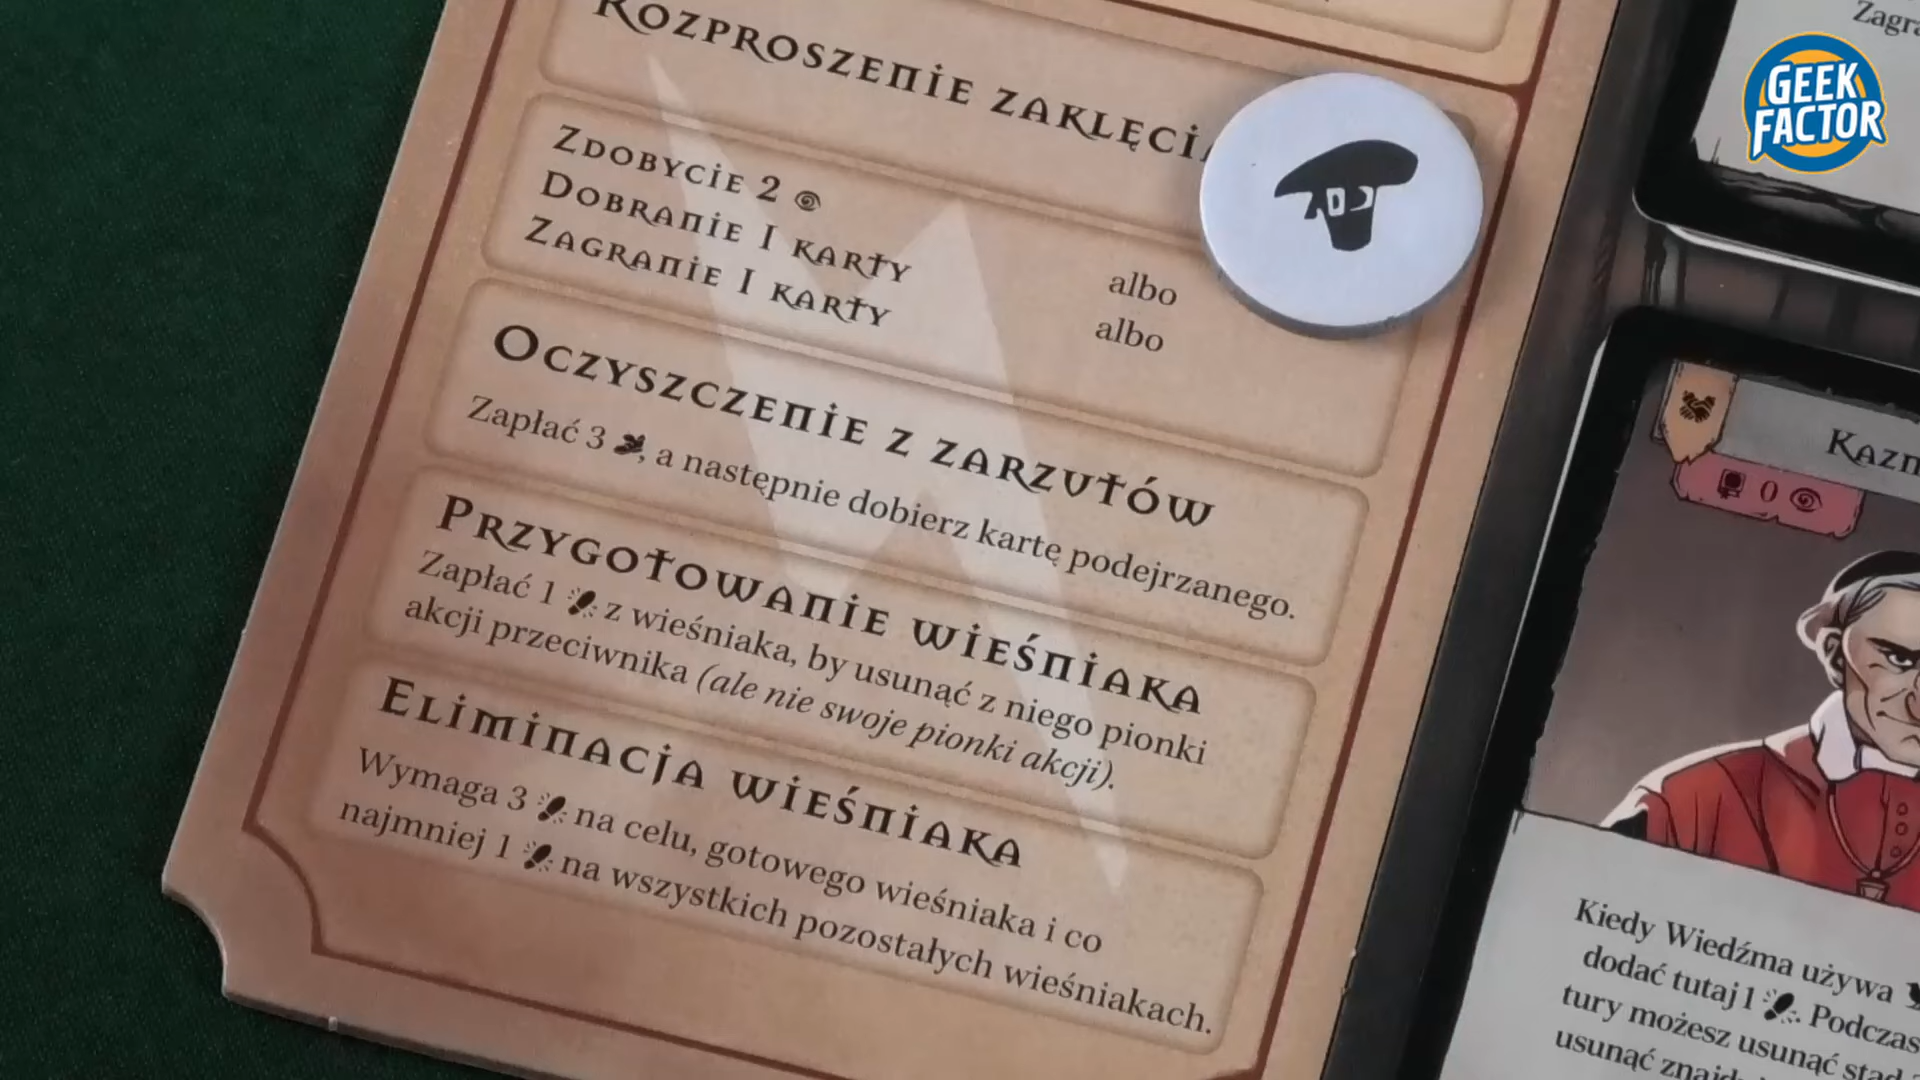 Rozproszenie zaklęcia
Zdobycie 2
Dobranie 1 karty albo
Zagranie 1 karty albo
Oczyszczenie z zarzutów
Zapłać 3 , a następnie dobierz kartę podejrzanego.
Przygotowanie wieśniaka
Zapłać 1 z wieśniaka, by usunąć z niego pionki
akcji przeciwnika (ale nie swoje pionki akcji).
Eliminacja wieśniaka
Wymaga 3 na celu, gotowego wieśniaka i co
najmniej 1 na wszystkich pozostałych wieśniakach.
GEEK
FACTOR
0
Kiedy Wiedźma używa
dodać tutaj 1 . Podczas
tury możesz usunąć stąd
usunąć